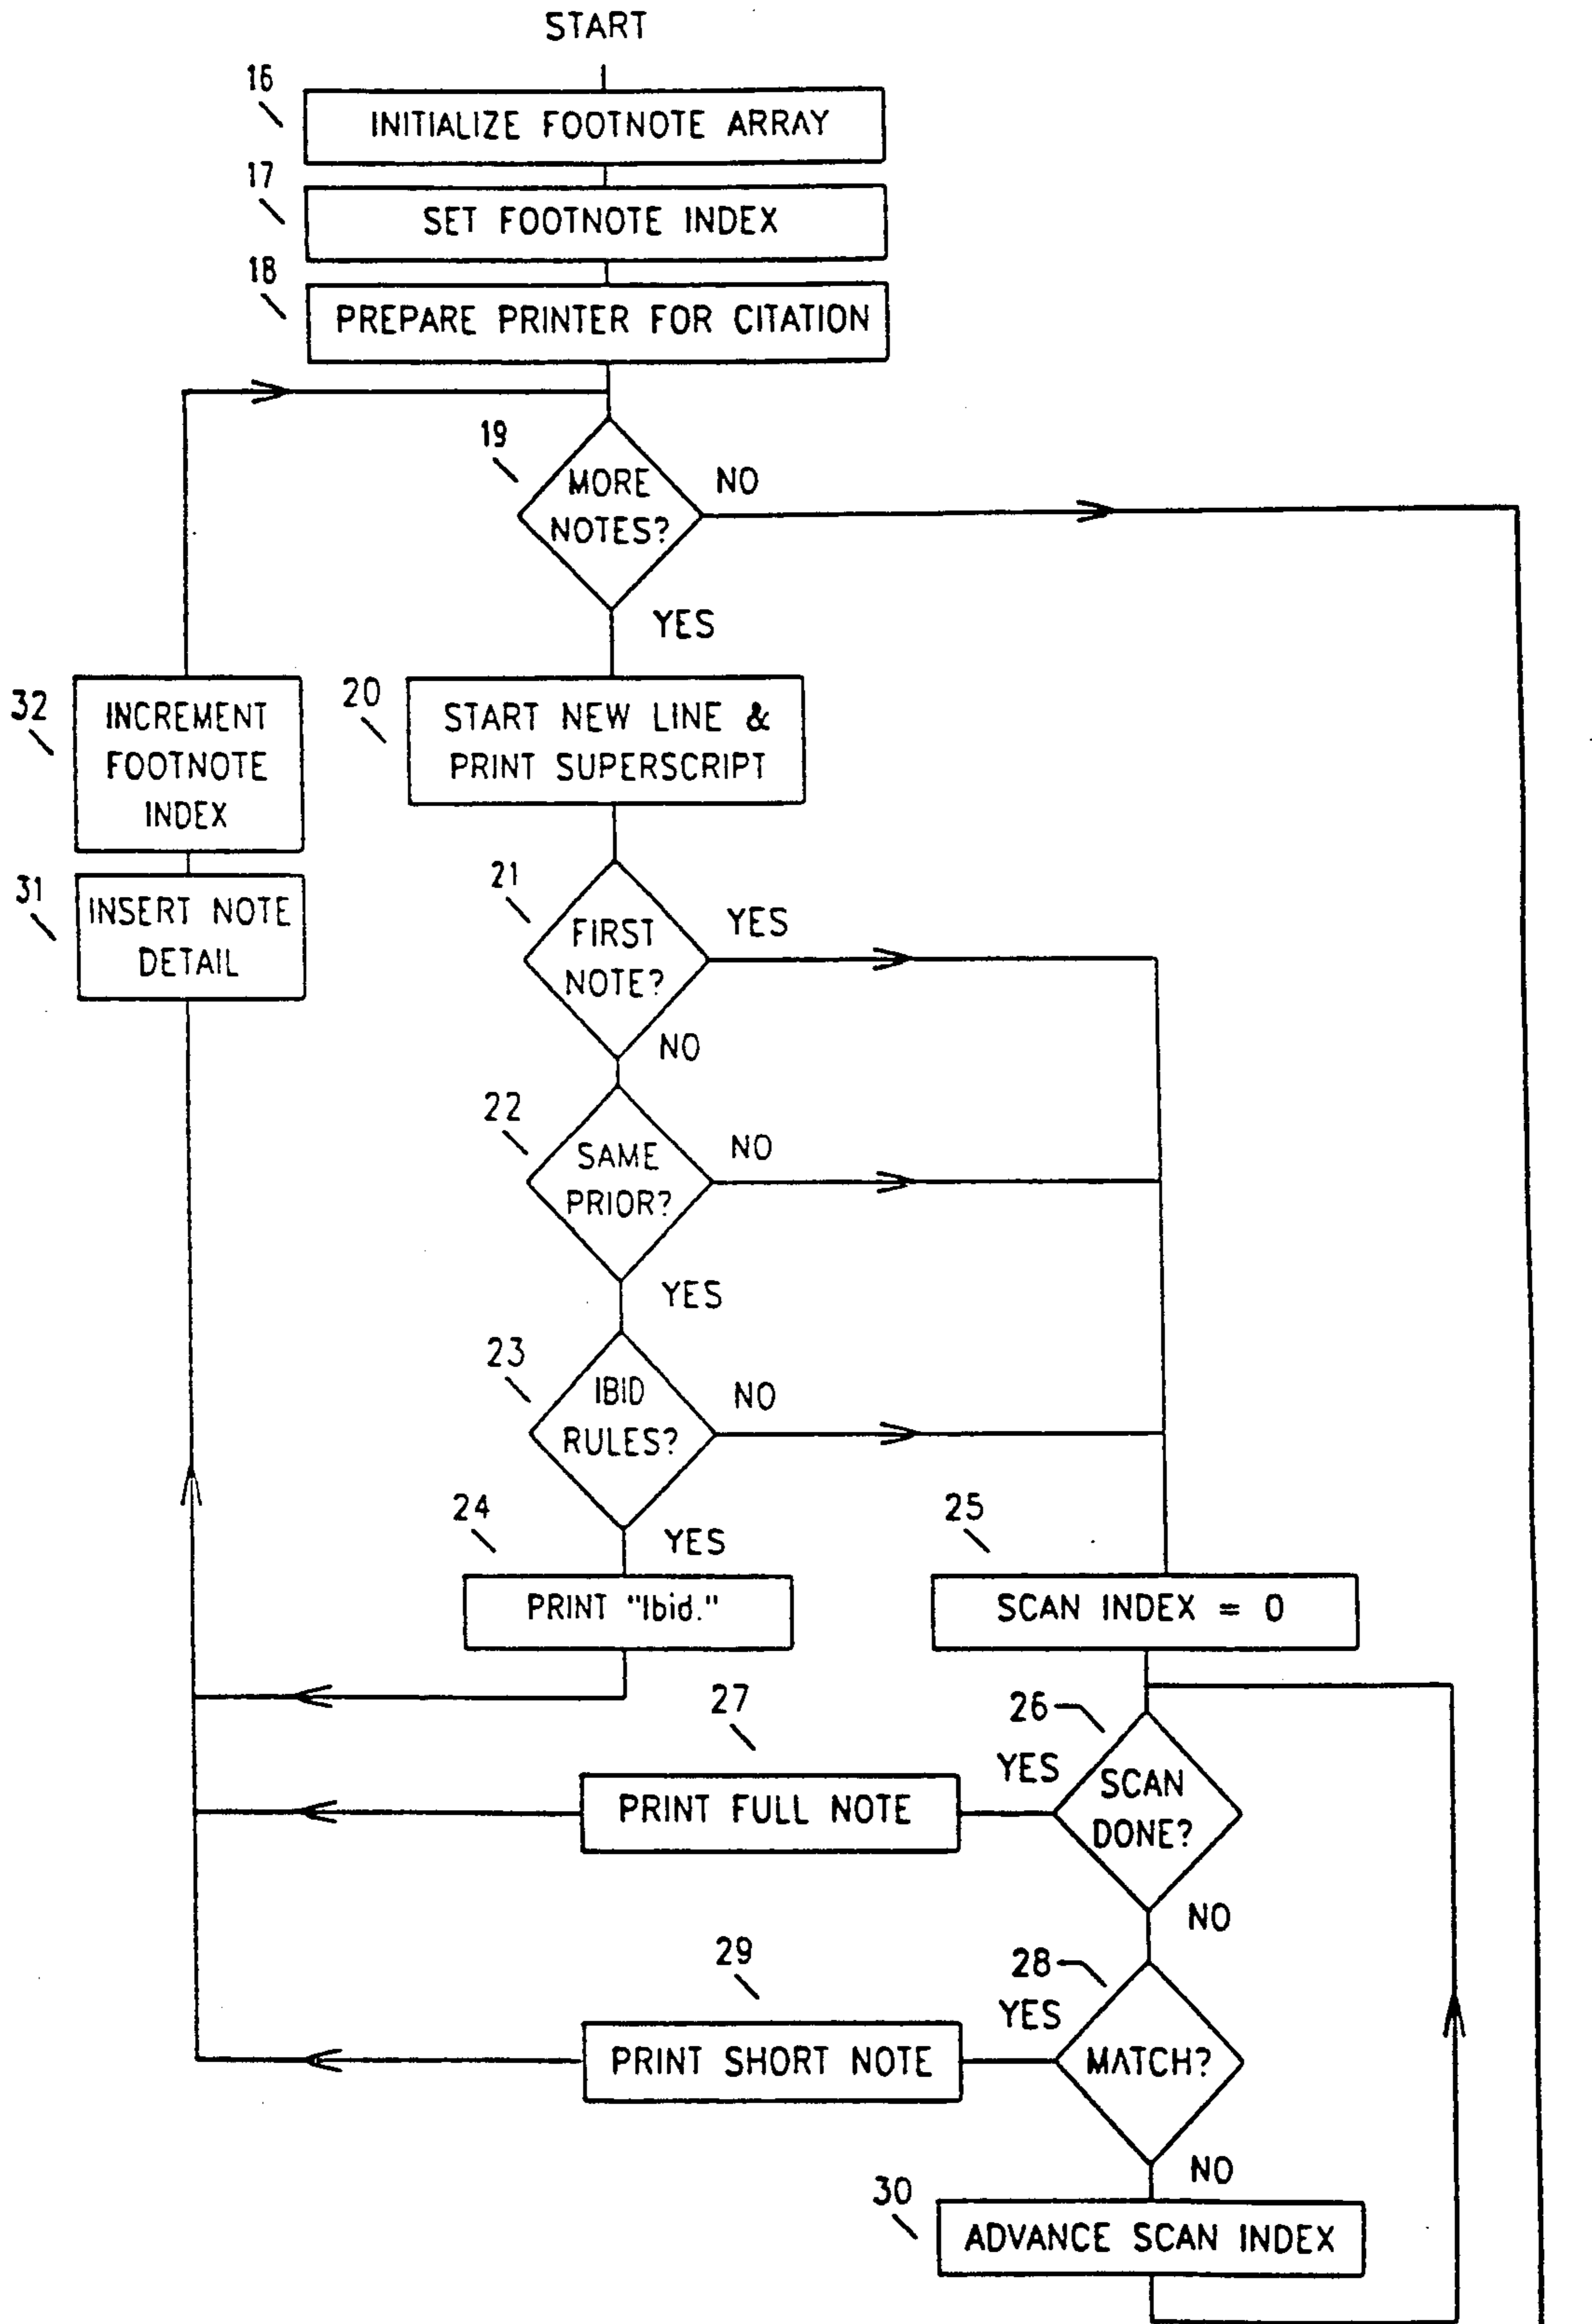 START
16
INITIALIZE FOOTNOTE ARRAY
17
SET FOOTNOTE INDEX
18
PREPARE PRINTER FOR CITATION
19
MORE
NOTES?
NO
YES
32
INCREMENT
FOOTNOTE
INDEX
20
START NEW LINE &
PRINT SUPERSCRIPT
31
INSERT NOTE
DETAIL
21
FIRST
NOTE?
YES
NO
22
SAME
PRIOR?
NO
YES
23
IBID
RULES?
NO
YES
24
PRINT "Ibid."
25
SCAN INDEX = 0
26
SCAN
DONE?
YES
27
PRINT FULL NOTE
NO
28
MATCH?
YES
29
PRINT SHORT NOTE
NO
30
ADVANCE SCAN INDEX